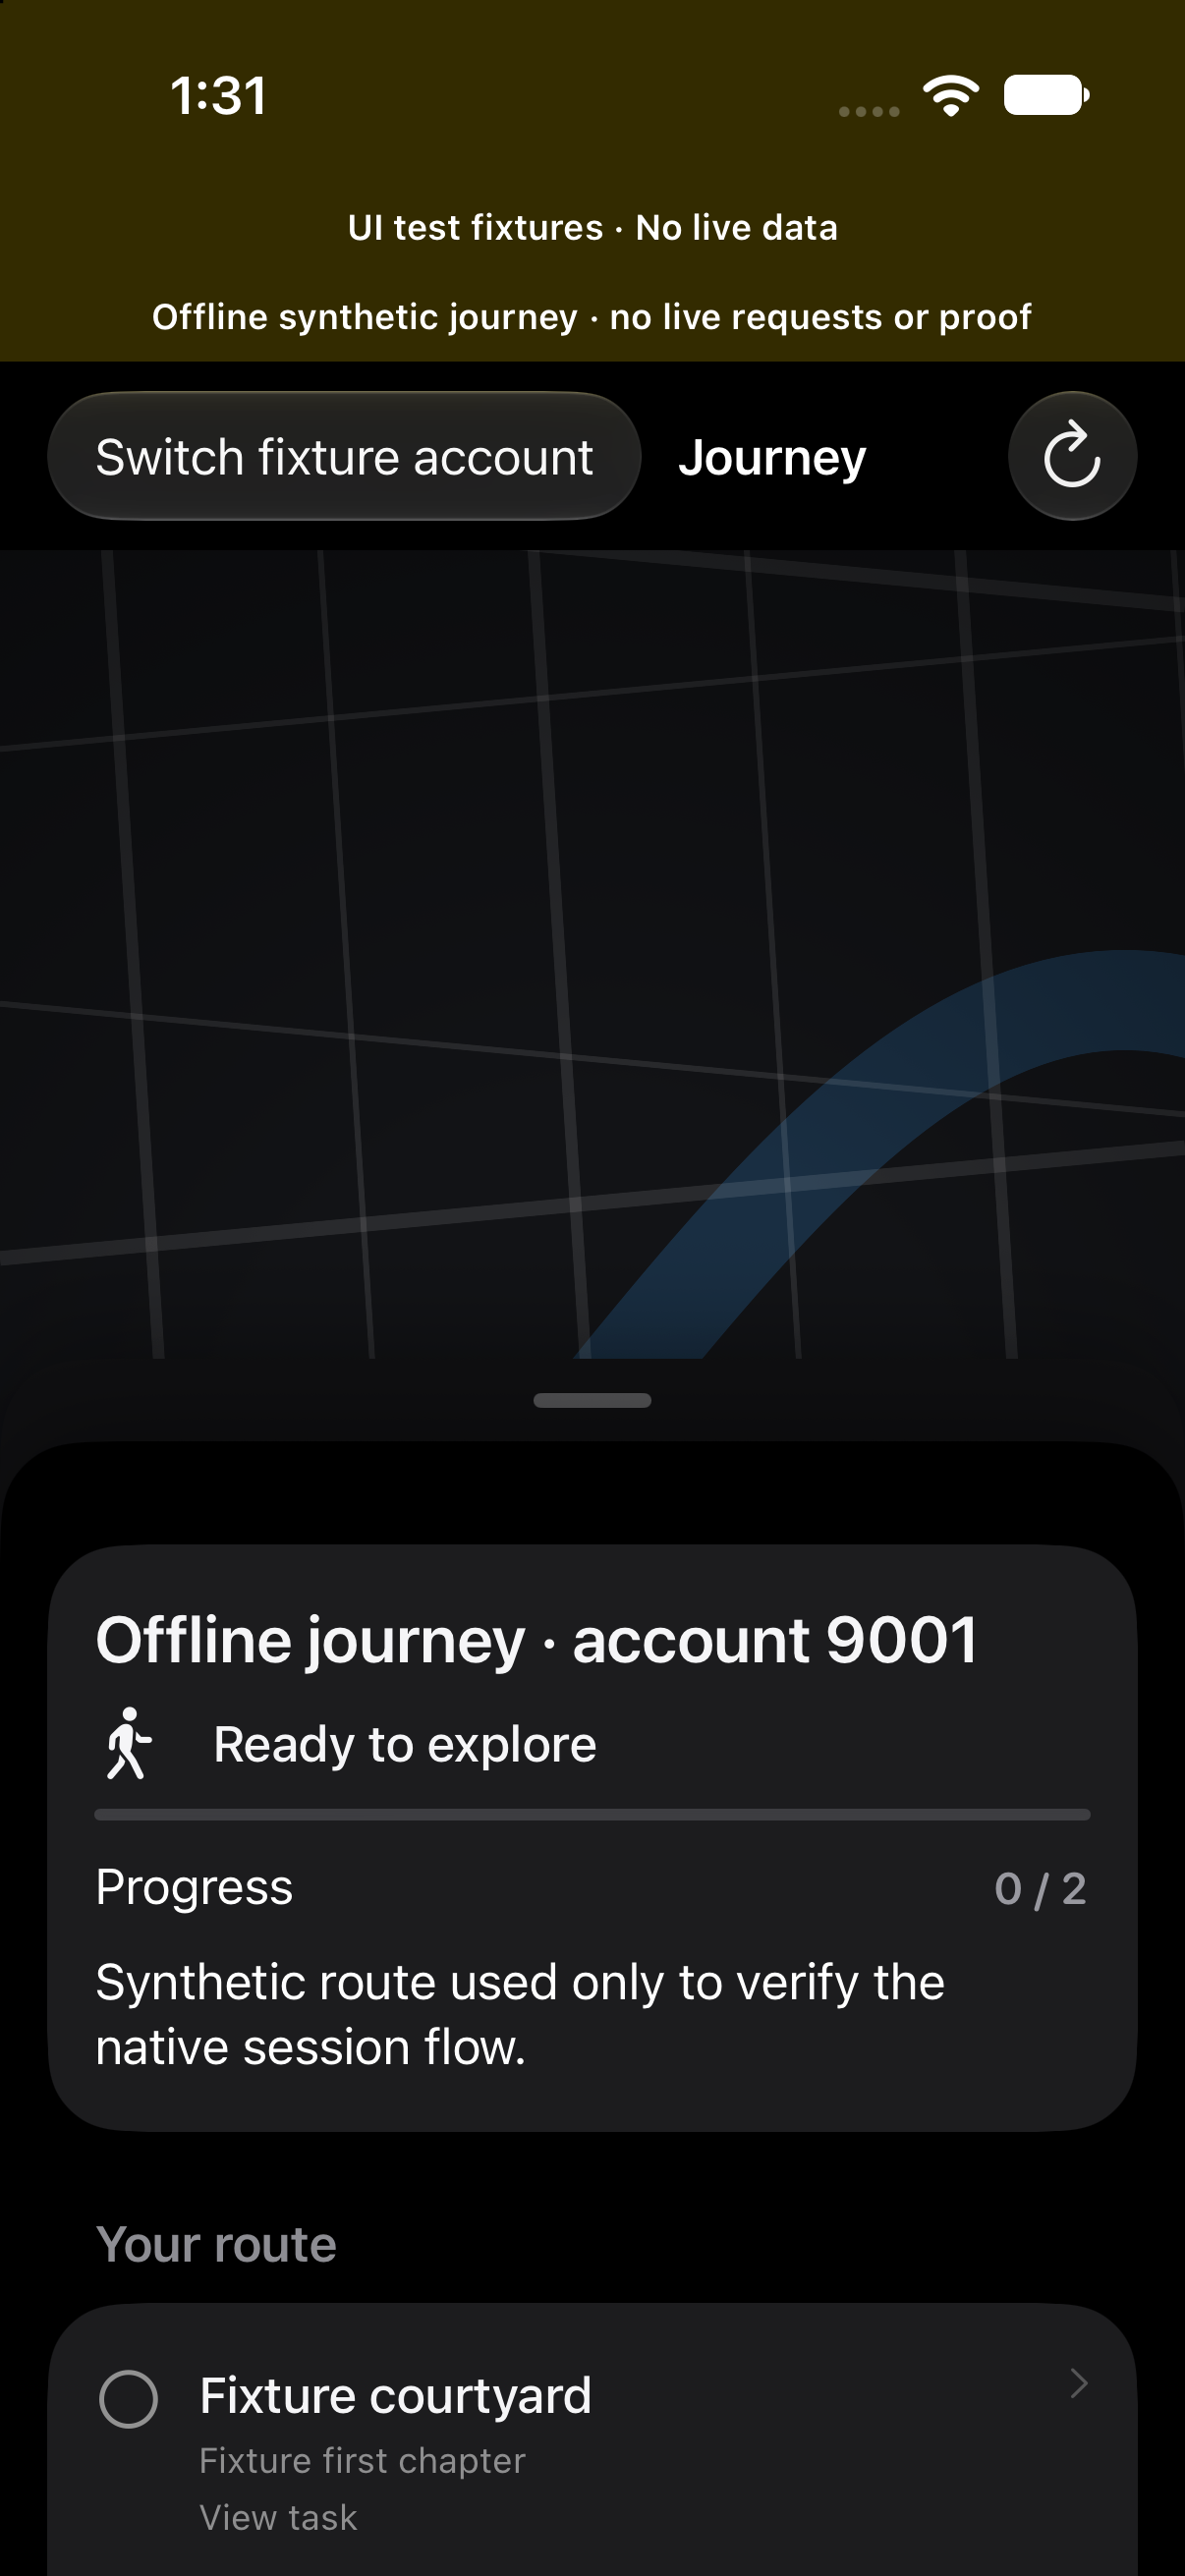 1:31
UI test fixtures · No live data
Offline synthetic journey · no live requests or proof
Switch fixture account
Journey
Offline journey · account 9001
Ready to explore
Progress
0 / 2
Synthetic route used only to verify the
native session flow.
Your route
Fixture courtyard
Fixture first chapter
View task